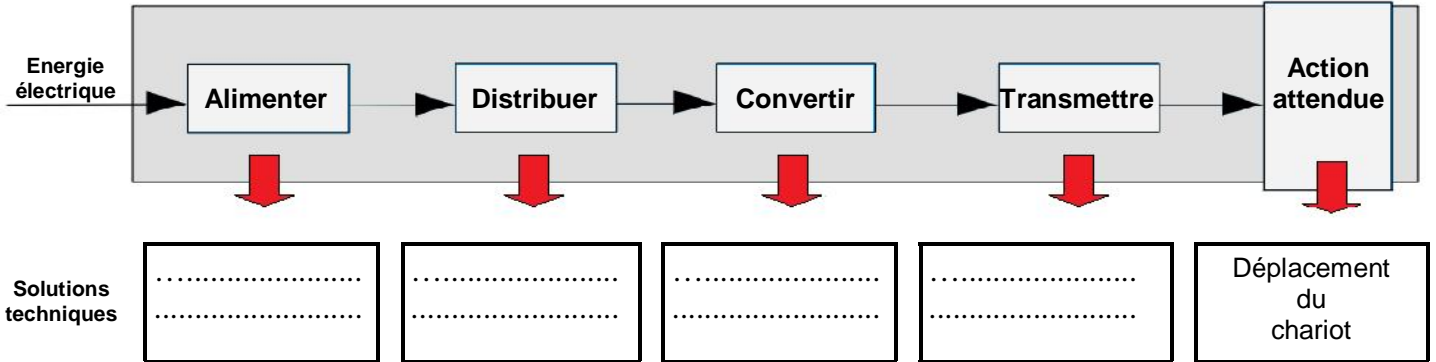 Energie
électrique
Alimenter
Distribuer
Convertir
Transmettre
Action
attendue
Solutions
techniques
.............................
.............................
.............................
.............................
.............................
.............................
.............................
.............................
Déplacement
du
chariot